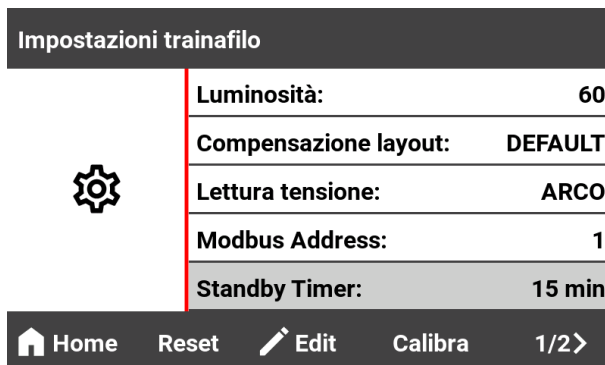 Impostazioni trainafilo
Luminosità: 60
Compensazione layout: DEFAULT
Lettura tensione: ARCO
Modbus Address: 1
Standby Timer: 15 min
Home Reset Edit Calibra 1/2>